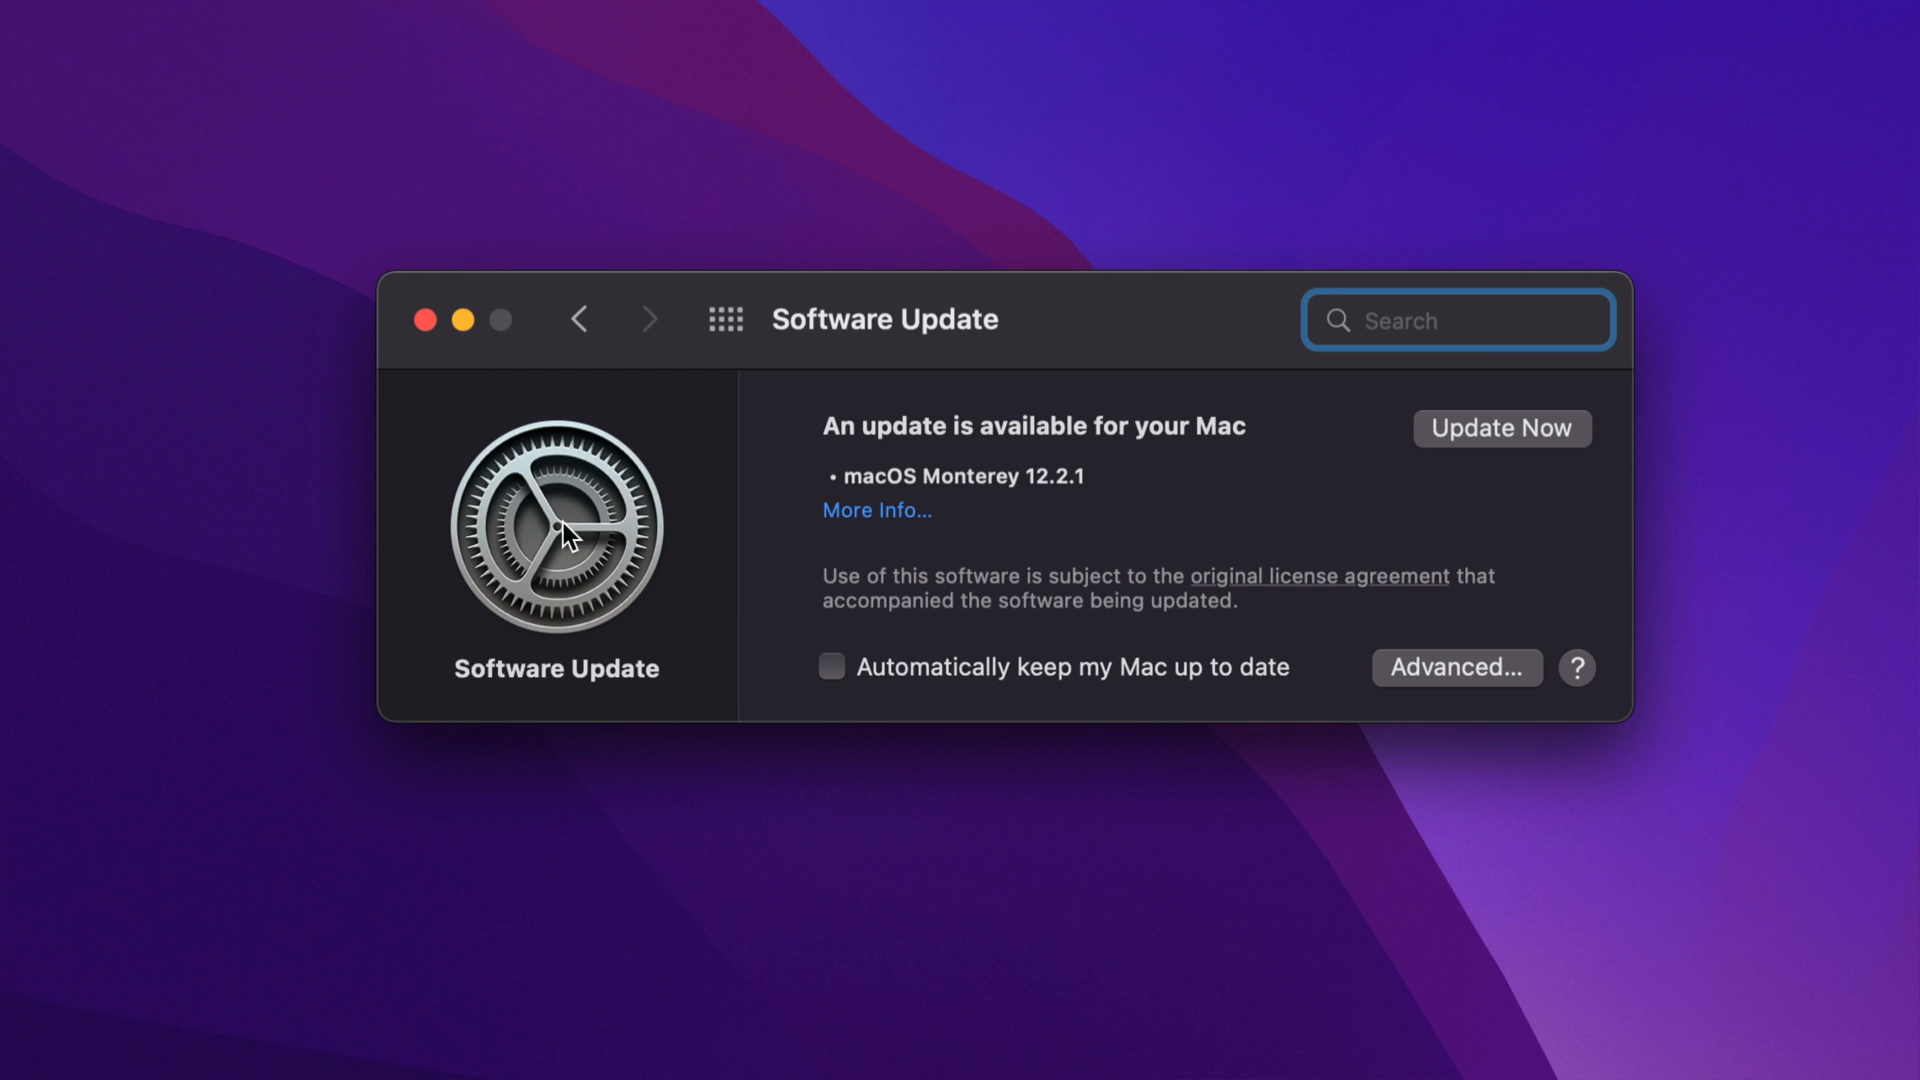 Software Update
Search
An update is available for your Mac
Update Now
• macOS Monterey 12.2.1
More Info...
Use of this software is subject to the original license agreement that
accompanied the software being updated.
Software Update
Automatically keep my Mac up to date
Advanced...
?